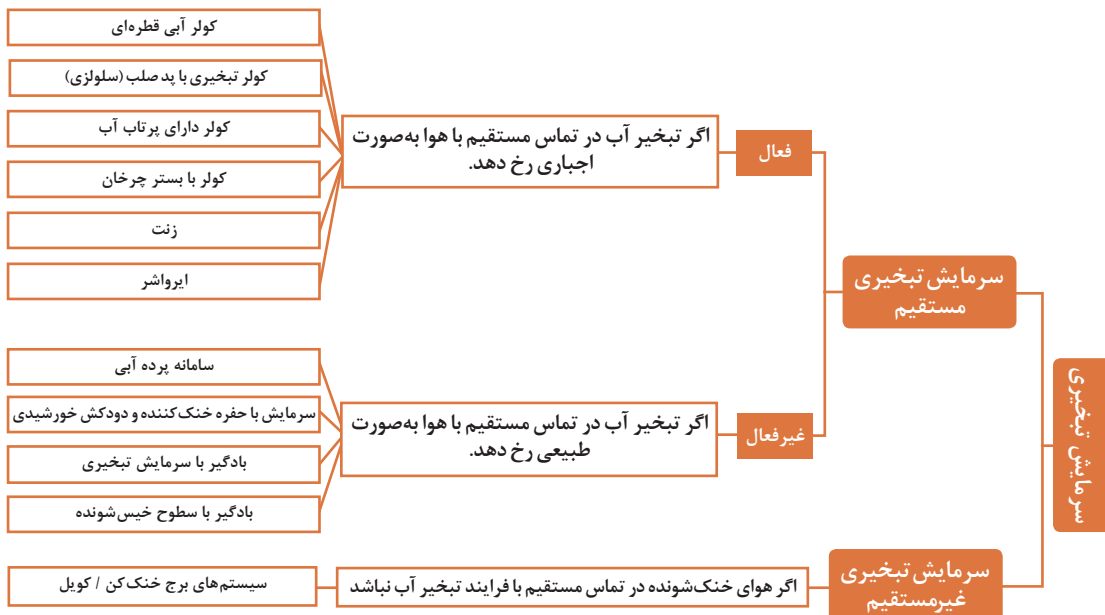 سرمایش تبخیری
سرمایش تبخیری
مستقیم
فعال
اگر تبخیر آب در تماس مستقیم با هوا به‌صورت
اجباری رخ دهد.
کولر آبی قطره‌ای
کولر تبخیری با پد صلب (سلولزی)
کولر دارای پرتاب آب
کولر با بستر چرخان
زنت
ایرواشر
غیرفعال
اگر تبخیر آب در تماس مستقیم با هوا به‌صورت
طبیعی رخ دهد.
سامانه پرده آبی
سرمایش با حفره خنک‌کننده و دودکش خورشیدی
بادگیر با سرمایش تبخیری
بادگیر با سطوح خیس‌شونده
سرمایش تبخیری
غیرمستقیم
اگر هوای خنک‌شونده در تماس مستقیم با فرایند تبخیر آب نباشد
سیستم‌های برج خنک‌کن / کویل